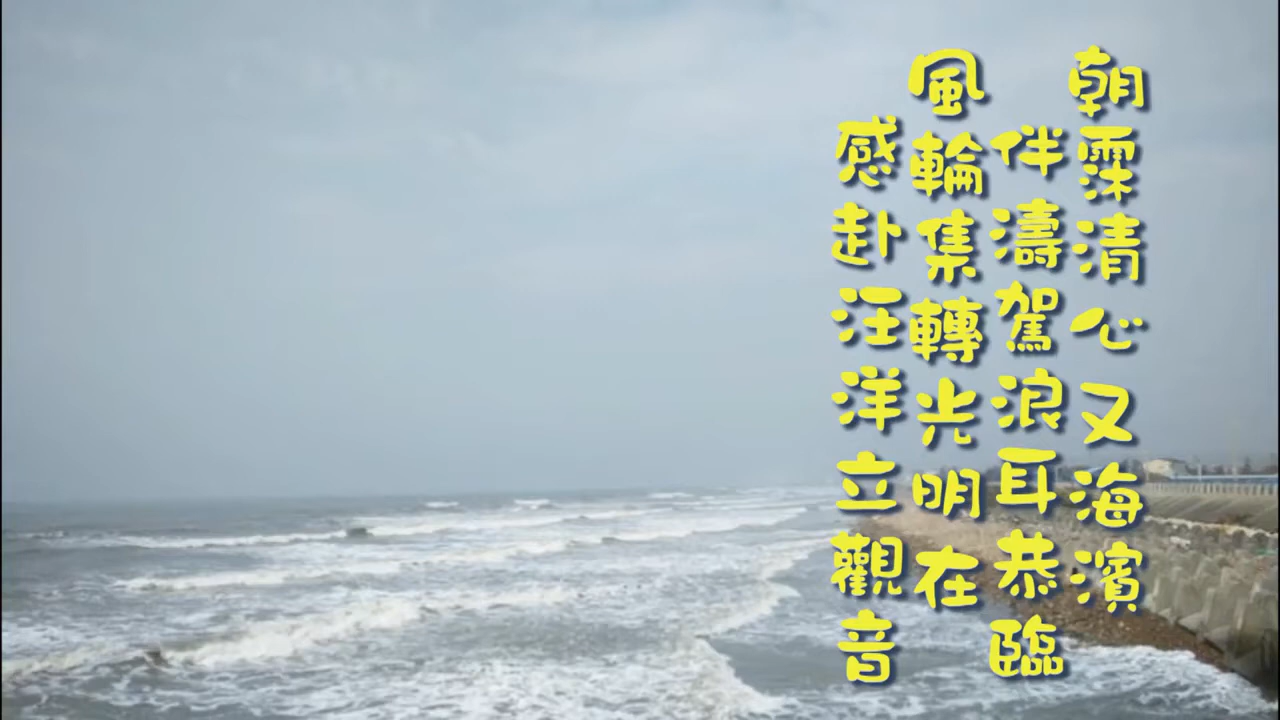 朝霂清心又海濱
伴濤駕浪耳恭臨
風輪集轉光明在
感赴汪洋立觀音